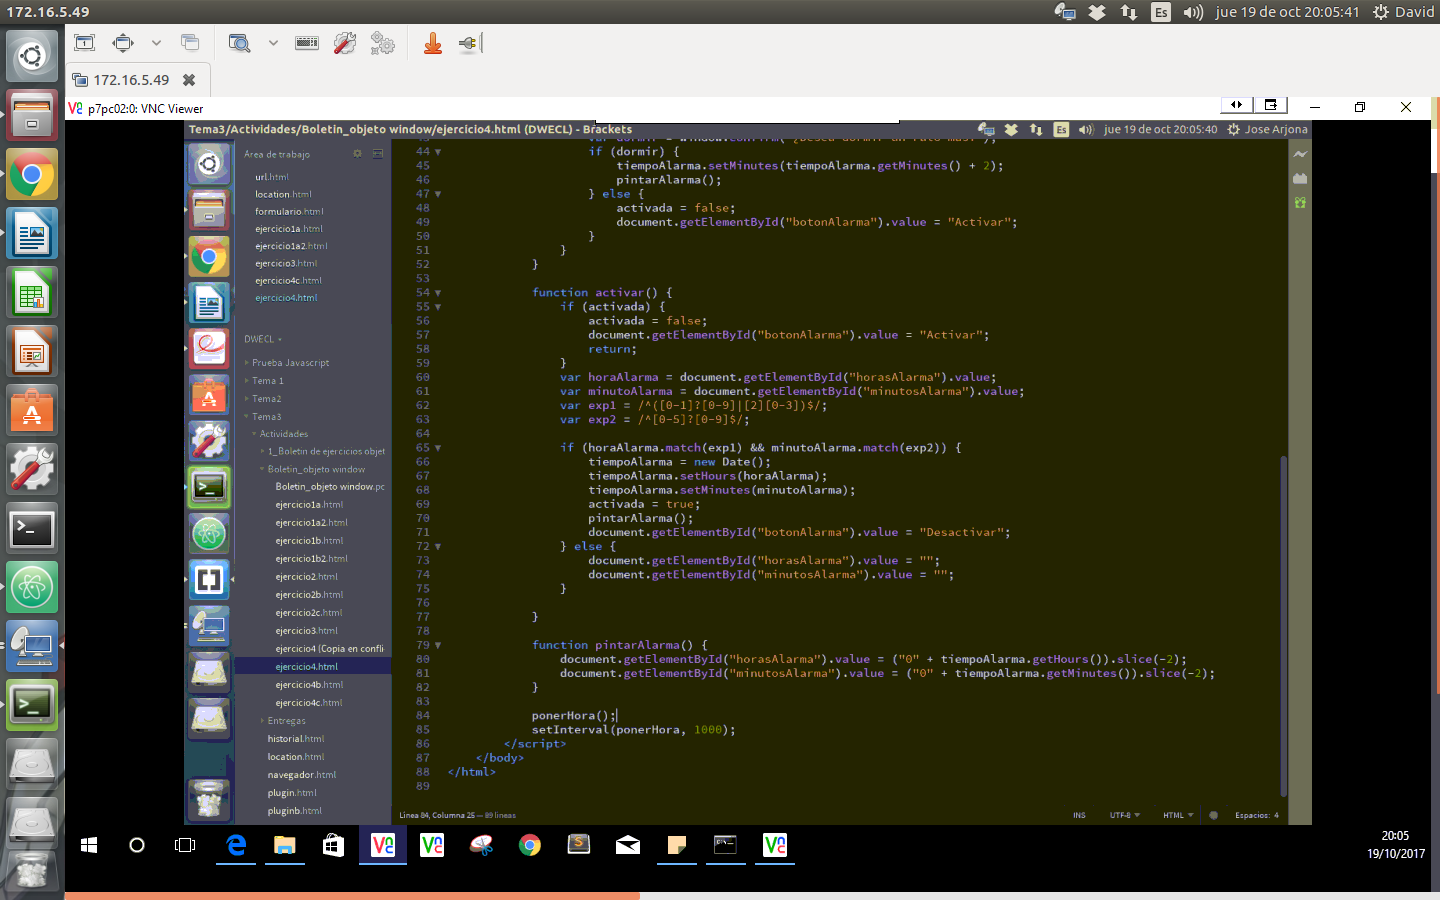 172.16.5.49
Es
jue 19 de oct 20:05:41
David
172.16.5.49
p7pc02:0: VNC Viewer
Tema3/Actividades/Boletin_objeto window/ejercicio4.html (DWECL) - Brackets
Es
jue 19 de oct 20:05:40
Jose Arjona
Área de trabajo
url.html
location.html
formulario.html
ejercicio1a.html
ejercicio1a2.html
ejercicio3.html
ejercicio4c.html
ejercicio4.html
DWECL
Prueba Javascript
Tema 1
Tema2
Tema3
Actividades
1_Boletin de ejercicios objet
Boletin_objeto window
Boletin_objeto window.pc
ejercicio1a.html
ejercicio1a2.html
ejercicio1b.html
ejercicio1b2.html
ejercicio2.html
ejercicio2b.html
ejercicio2c.html
ejercicio3.html
ejercicio4 (Copia en confli
ejercicio4.html
ejercicio4b.html
ejercicio4c.html
Entregas
historial.html
location.html
navegador.html
plugin.html
pluginb.html
44 if (dormir) {
45 tiempoAlarma.setMinutes(tiempoAlarma.getMinutes() + 2);
46 pintarAlarma();
47 } else {
48 activada = false;
49 document.getElementById("botonAlarma").value = "Activar";
50 }
51 }
52 }
53
54 function activar() {
55 if (activada) {
56 activada = false;
57 document.getElementById("botonAlarma").value = "Activar";
58 return;
59 }
60 var horaAlarma = document.getElementById("horasAlarma").value;
61 var minutoAlarma = document.getElementById("minutosAlarma").value;
62 var exp1 = /^([0-1]?[0-9]|[2][0-3])$/;
63 var exp2 = /^[0-5]?[0-9]$/;
64
65 if (horaAlarma.match(exp1) && minutoAlarma.match(exp2)) {
66 tiempoAlarma = new Date();
67 tiempoAlarma.setHours(horaAlarma);
68 tiempoAlarma.setMinutes(minutoAlarma);
69 activada = true;
70 pintarAlarma();
71 document.getElementById("botonAlarma").value = "Desactivar";
72 } else {
73 document.getElementById("horasAlarma").value = "";
74 document.getElementById("minutosAlarma").value = "";
75 }
76
77 }
78
79 function pintarAlarma() {
80 document.getElementById("horasAlarma").value = ("0" + tiempoAlarma.getHours()).slice(-2);
81 document.getElementById("minutosAlarma").value = ("0" + tiempoAlarma.getMinutes()).slice(-2);
82 }
83
84 ponerHora();
85 setInterval(ponerHora, 1000);
86 </script>
87 </body>
88 </html>
89
Línea 84, Columna 25 — 89 líneas
INS
UTF-8
HTML
Espacios: 4
20:05
19/10/2017